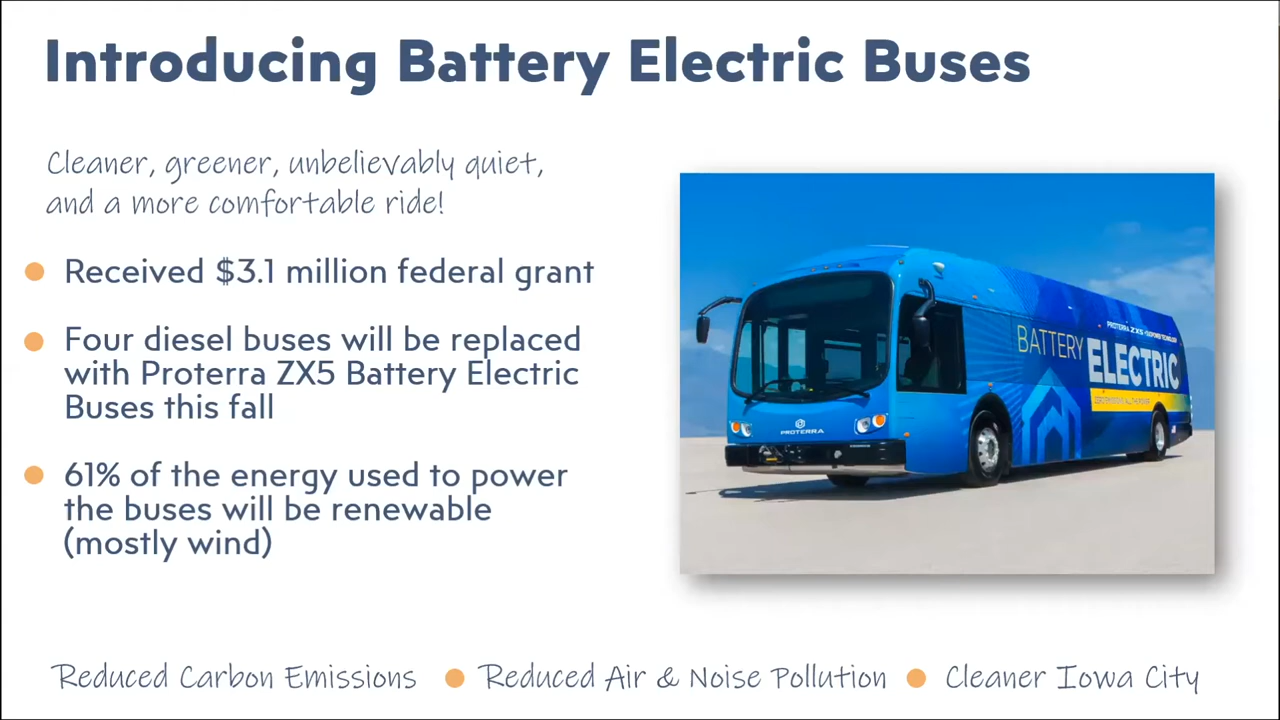 Introducing Battery Electric Buses
Cleaner, greener, unbelievably quiet,
and a more comfortable ride!
Received $3.1 million federal grant
Four diesel buses will be replaced
with Proterra ZX5 Battery Electric
Buses this fall
61% of the energy used to power
the buses will be renewable
(mostly wind)
PROTERRA ZX5
BATTERY
ELECTRIC
PROTERRA
Reduced Carbon Emissions ● Reduced Air & Noise Pollution ● Cleaner Iowa City